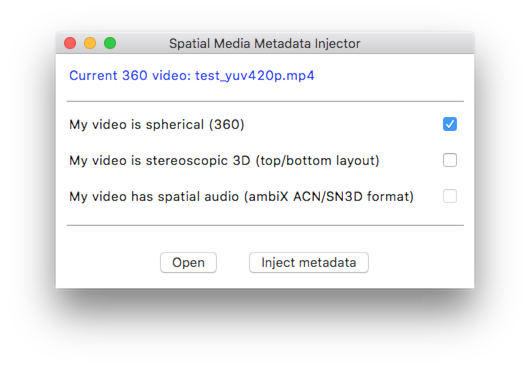 Spatial Media Metadata Injector
Current 360 video: test_yuv420p.mp4
My video is spherical (360)
My video is stereoscopic 3D (top/bottom layout)
My video has spatial audio (ambiX ACN/SN3D format)
Open
Inject metadata